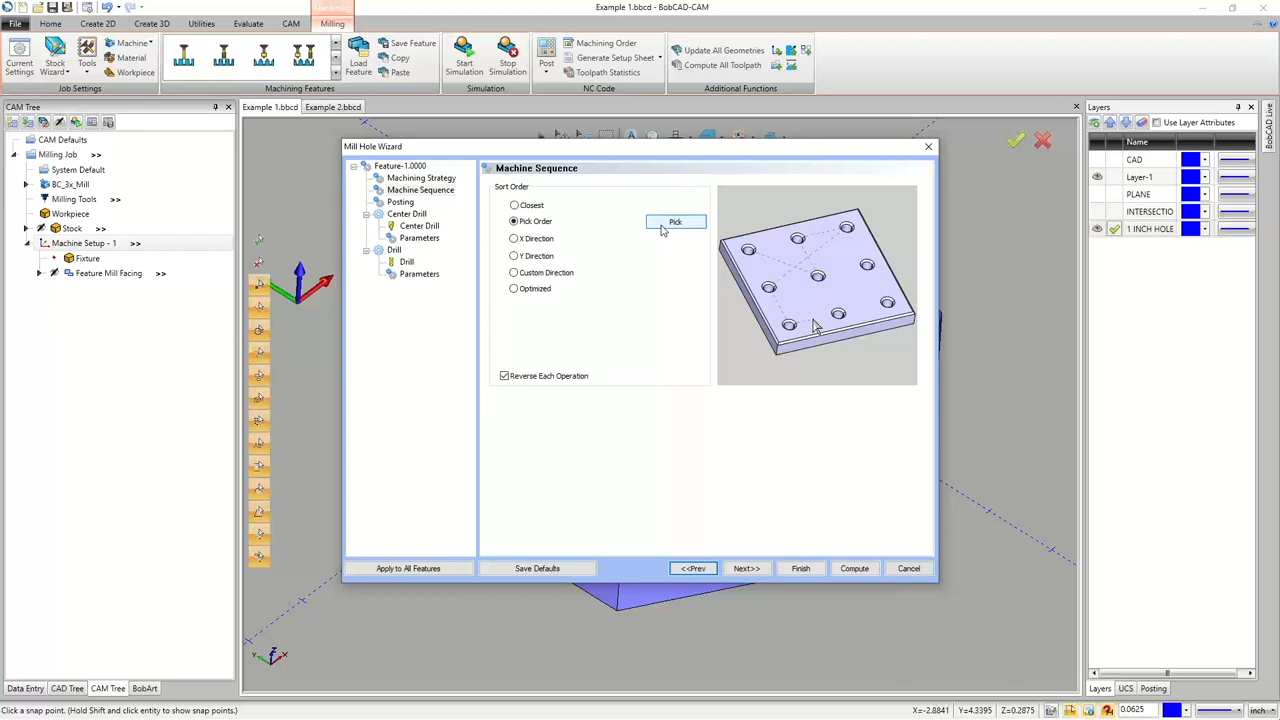 Example 1.bbcd - BobCAD-CAM
File Home Create 2D Create 3D Utilities Evaluate CAM Milling
Current Settings
Stock Wizard
Tools
Machine
Material
Workpiece
Job Settings
Load Feature
Save Feature
Copy
Paste
Machining Features
Start Simulation
Stop Simulation
Simulation
Post
Machining Order
Generate Setup Sheet
Toolpath Statistics
NC Code
Update All Geometries
Compute All Toolpath
Additional Functions
CAM Tree
Example 1.bbcd Example 2.bbcd
CAM Defaults
Milling Job >>
System Default
BC_3x_Mill
Milling Tools >>
Workpiece
Stock >>
Machine Setup - 1 >>
Fixture
Feature Mill Facing >>
Data Entry CAD Tree CAM Tree BobArt
Mill Hole Wizard
Feature-1.0000
Machining Strategy
Machine Sequence
Posting
Center Drill
Center Drill
Parameters
Drill
Drill
Parameters
Machine Sequence
Sort Order
Closest
Pick Order
Pick
X Direction
Y Direction
Custom Direction
Optimized
Reverse Each Operation
Apply to All Features Save Defaults <<Prev Next>> Finish Compute Cancel
Z
Y X
Layers
Use Layer Attributes
Name
CAD
Layer-1
PLANE
INTERSECTIO
1 INCH HOLE
Layers UCS Posting
BobCAD Live
Click a snap point. (Hold Shift and click entity to show snap points.)
X=-2.8841 Y=4.3395 Z=0.2875 0.0625 inch